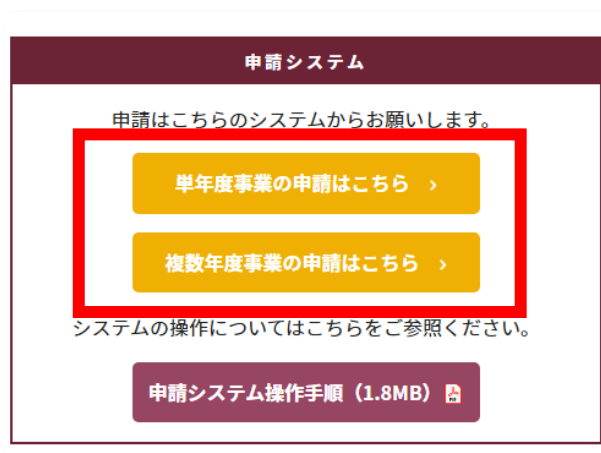 申請システム
申請はこちらのシステムからお願いします。
単年度事業の申請はこちら ›
複数年度事業の申請はこちら ›
システムの操作についてはこちらをご参照ください。
申請システム操作手順（1.8MB）